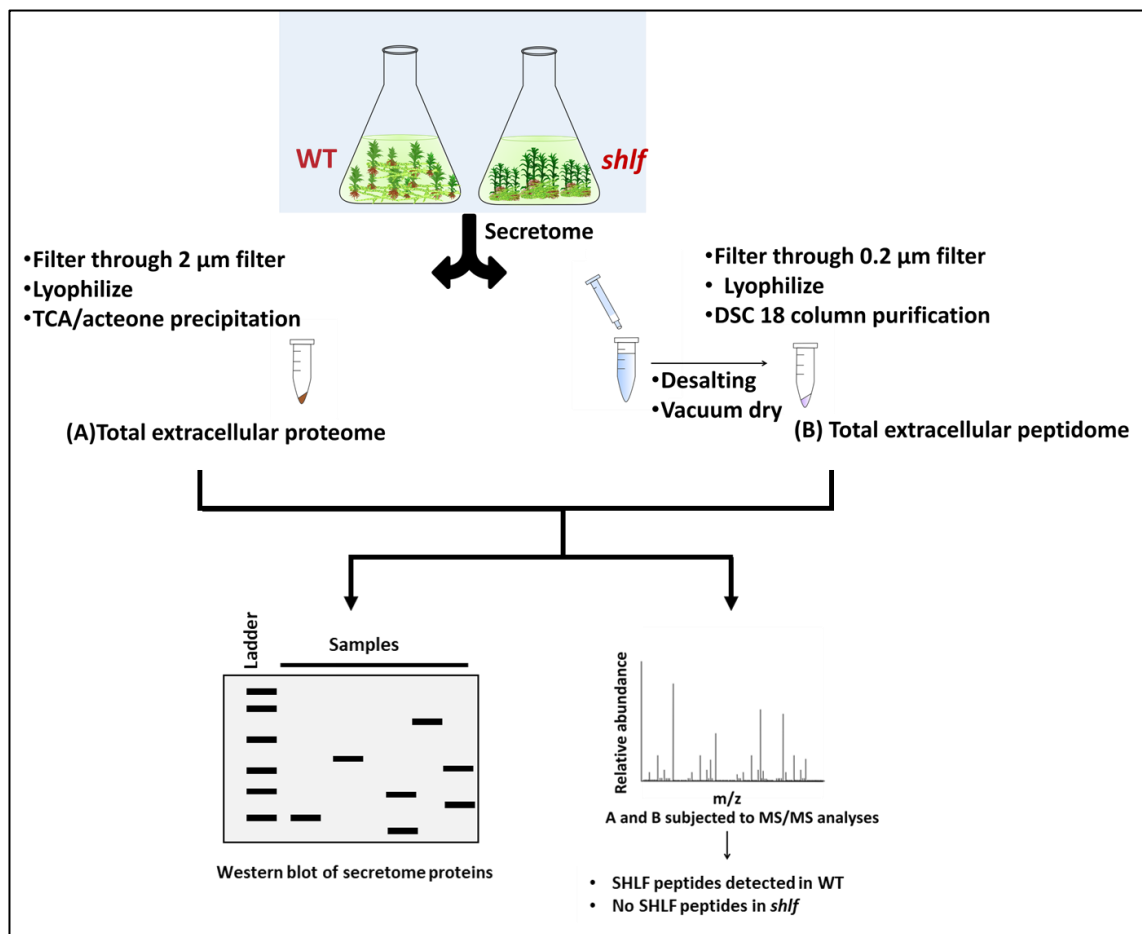 WT
shlf
Secretome
•Filter through 2 µm filter
•Lyophilize
•TCA/acteone precipitation
•Filter through 0.2 µm filter
• Lyophilize
•DSC 18 column purification
•Desalting
•Vacuum dry
(A)Total extracellular proteome
(B) Total extracellular peptidome
Ladder
Samples
Western blot of secretome proteins
Relative abundance
m/z
A and B subjected to MS/MS analyses
• SHLF peptides detected in WT
• No SHLF peptides in shlf